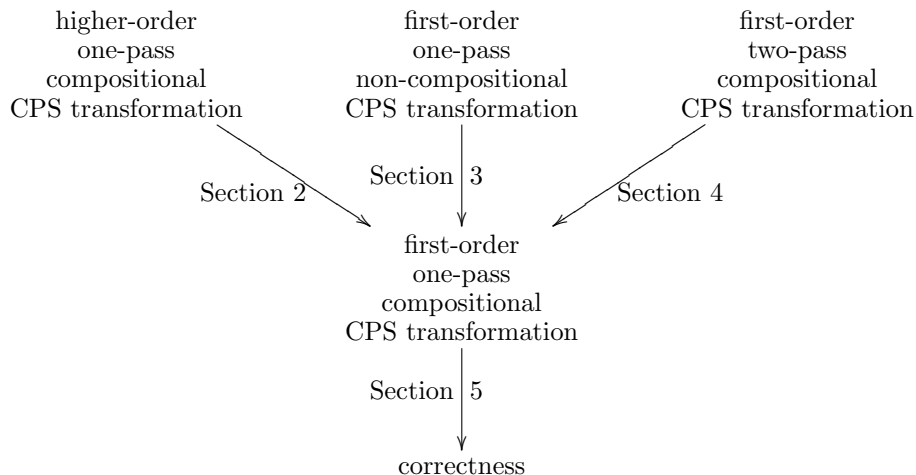 higher-order
one-pass
compositional
CPS transformation
first-order
one-pass
non-compositional
CPS transformation
first-order
two-pass
compositional
CPS transformation
Section 2
Section 3
Section 4
first-order
one-pass
compositional
CPS transformation
Section 5
correctness